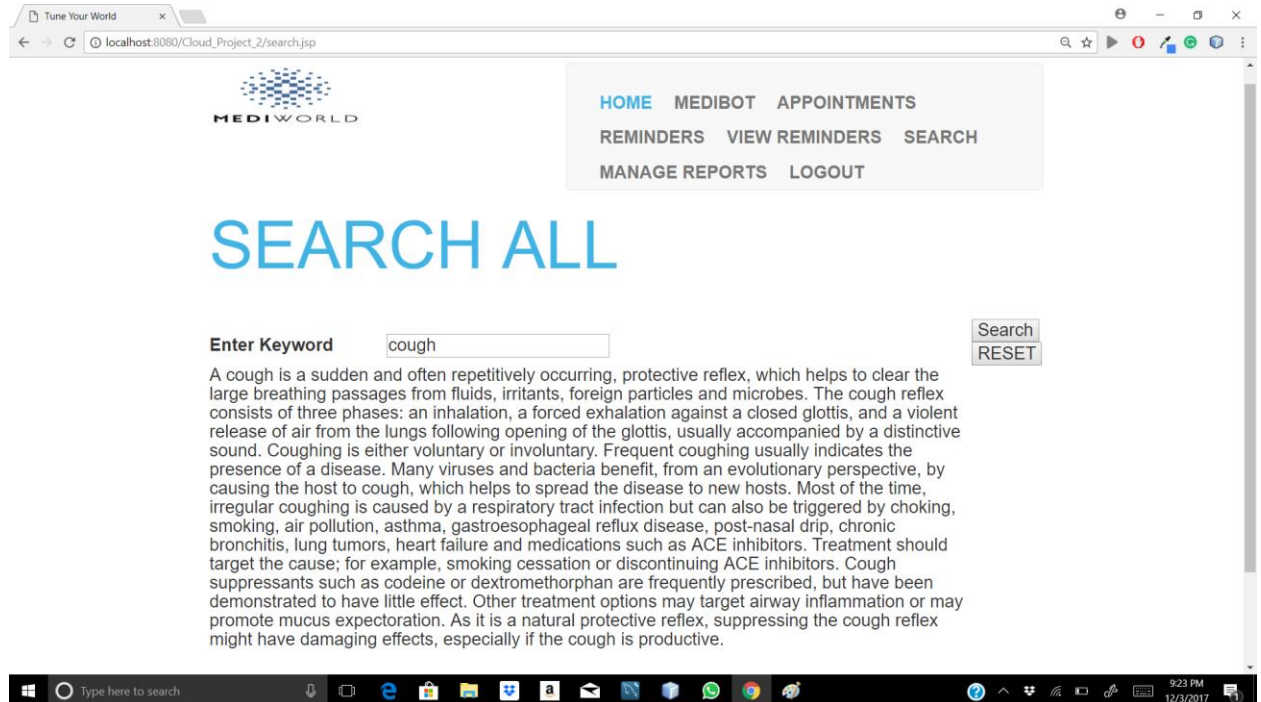 Tune Your World
localhost:8080/Cloud_Project_2/search.jsp
MEDIWORLD
HOME MEDIBOT APPOINTMENTS
REMINDERS VIEW REMINDERS SEARCH
MANAGE REPORTS LOGOUT
SEARCH ALL
Enter Keyword cough
Search
RESET
A cough is a sudden and often repetitively occurring, protective reflex, which helps to clear the
large breathing passages from fluids, irritants, foreign particles and microbes. The cough reflex
consists of three phases: an inhalation, a forced exhalation against a closed glottis, and a violent
release of air from the lungs following opening of the glottis, usually accompanied by a distinctive
sound. Coughing is either voluntary or involuntary. Frequent coughing usually indicates the
presence of a disease. Many viruses and bacteria benefit, from an evolutionary perspective, by
causing the host to cough, which helps to spread the disease to new hosts. Most of the time,
irregular coughing is caused by a respiratory tract infection but can also be triggered by choking,
smoking, air pollution, asthma, gastroesophageal reflux disease, post-nasal drip, chronic
bronchitis, lung tumors, heart failure and medications such as ACE inhibitors. Treatment should
target the cause; for example, smoking cessation or discontinuing ACE inhibitors. Cough
suppressants such as codeine or dextromethorphan are frequently prescribed, but have been
demonstrated to have little effect. Other treatment options may target airway inflammation or may
promote mucus expectoration. As it is a natural protective reflex, suppressing the cough reflex
might have damaging effects, especially if the cough is productive.
Type here to search
9:23 PM
12/3/2017